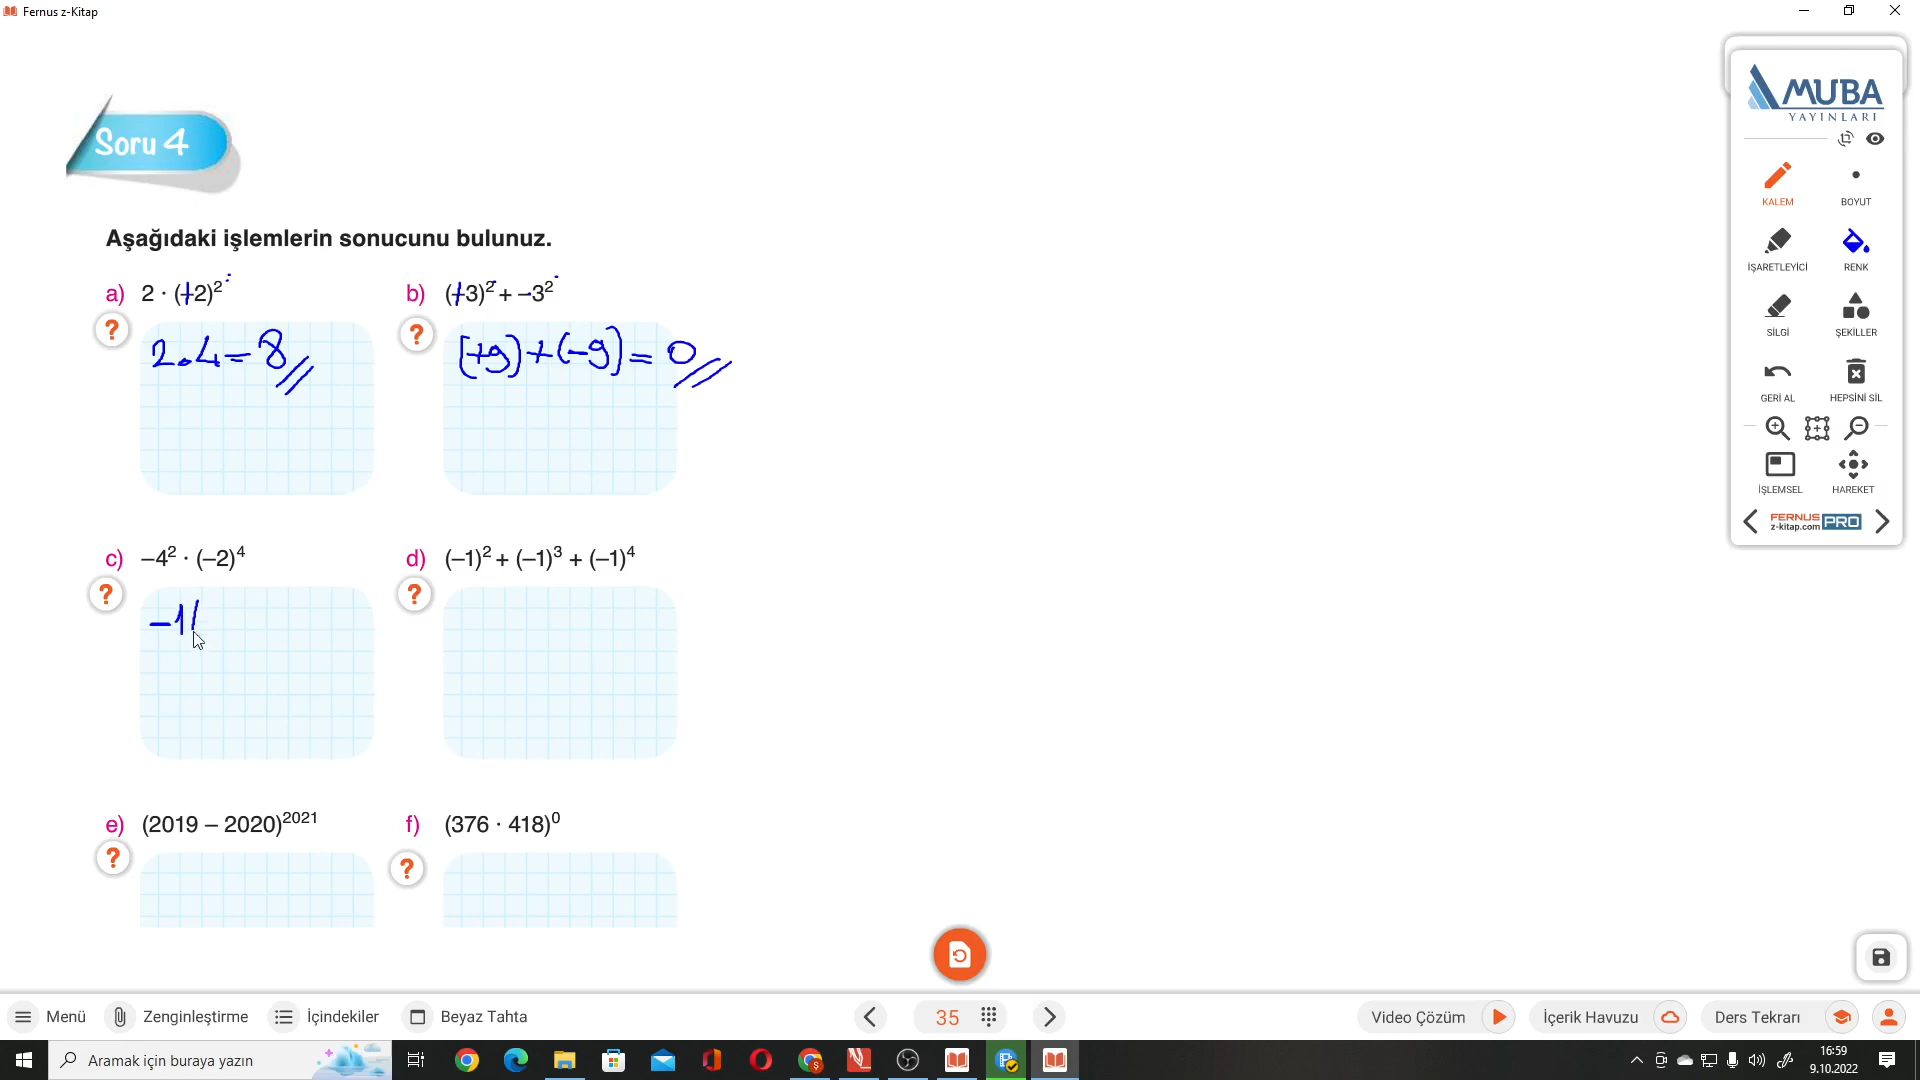 Fernus z-Kitap
MUBA
YAYINLARI
Soru 4
KALEM
BOYUT
Aşağıdaki işlemlerin sonucunu bulunuz.
İŞARETLEYİCİ
RENK
a) 2 · (–2)²
b) (–3)² + –3²
SİLGİ
ŞEKİLLER
?
2.4=8
?
(+9)+(-9)=0
GERİ AL
HEPSİNİ SİL
İŞLEMSEL
HAREKET
FERNUS
z-kitap.com PRO
c) –4² · (–2)⁴
d) (–1)² + (–1)³ + (–1)⁴
?
?
e) (2019 – 2020)²⁰²¹
f) (376 · 418)⁰
?
?
Menü
Zenginleştirme
İçindekiler
Beyaz Tahta
35
Video Çözüm
İçerik Havuzu
Ders Tekrarı
Aramak için buraya yazın
16:59
9.10.2022